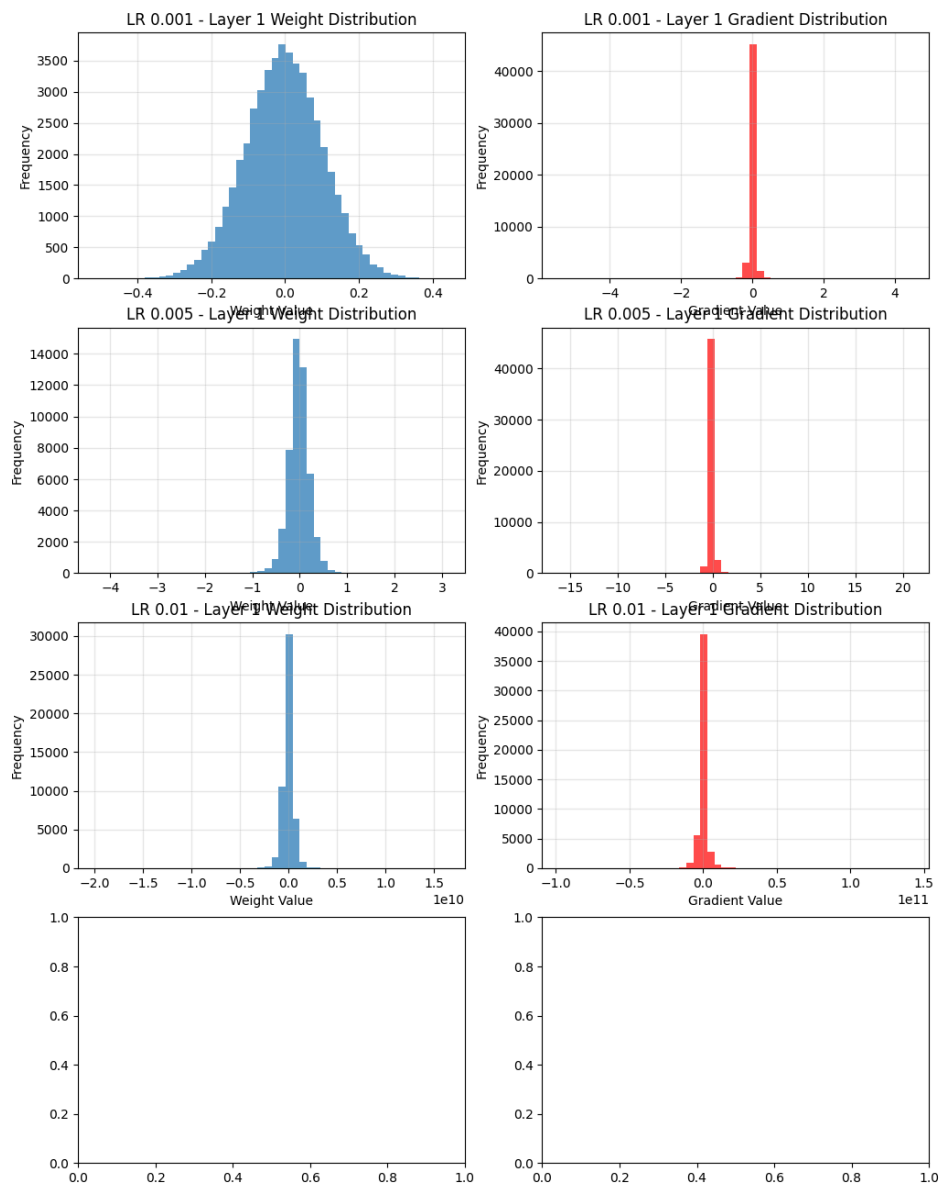 LR 0.001 - Layer 1 Weight Distribution
Frequency
3500
3000
2500
2000
1500
1000
500
0
−0.4 −0.2 0.0 0.2 0.4
Weight Value
LR 0.001 - Layer 1 Gradient Distribution
Frequency
40000
30000
20000
10000
0
−4 −2 0 2 4
Gradient Value
LR 0.005 - Layer 1 Weight Distribution
Frequency
14000
12000
10000
8000
6000
4000
2000
0
−4 −3 −2 −1 0 1 2 3
Weight Value
LR 0.005 - Layer 1 Gradient Distribution
Frequency
40000
30000
20000
10000
0
−15 −10 −5 0 5 10 15 20
Gradient Value
LR 0.01 - Layer 1 Weight Distribution
Frequency
30000
25000
20000
15000
10000
5000
0
−2.0 −1.5 −1.0 −0.5 0.0 0.5 1.0 1.5
1e10
Weight Value
LR 0.01 - Layer 1 Gradient Distribution
Frequency
40000
35000
30000
25000
20000
15000
10000
5000
0
−1.0 −0.5 0.0 0.5 1.0 1.5
1e11
Gradient Value
1.0
0.8
0.6
0.4
0.2
0.0
0.0 0.2 0.4 0.6 0.8 1.0
1.0
0.8
0.6
0.4
0.2
0.0
0.0 0.2 0.4 0.6 0.8 1.0